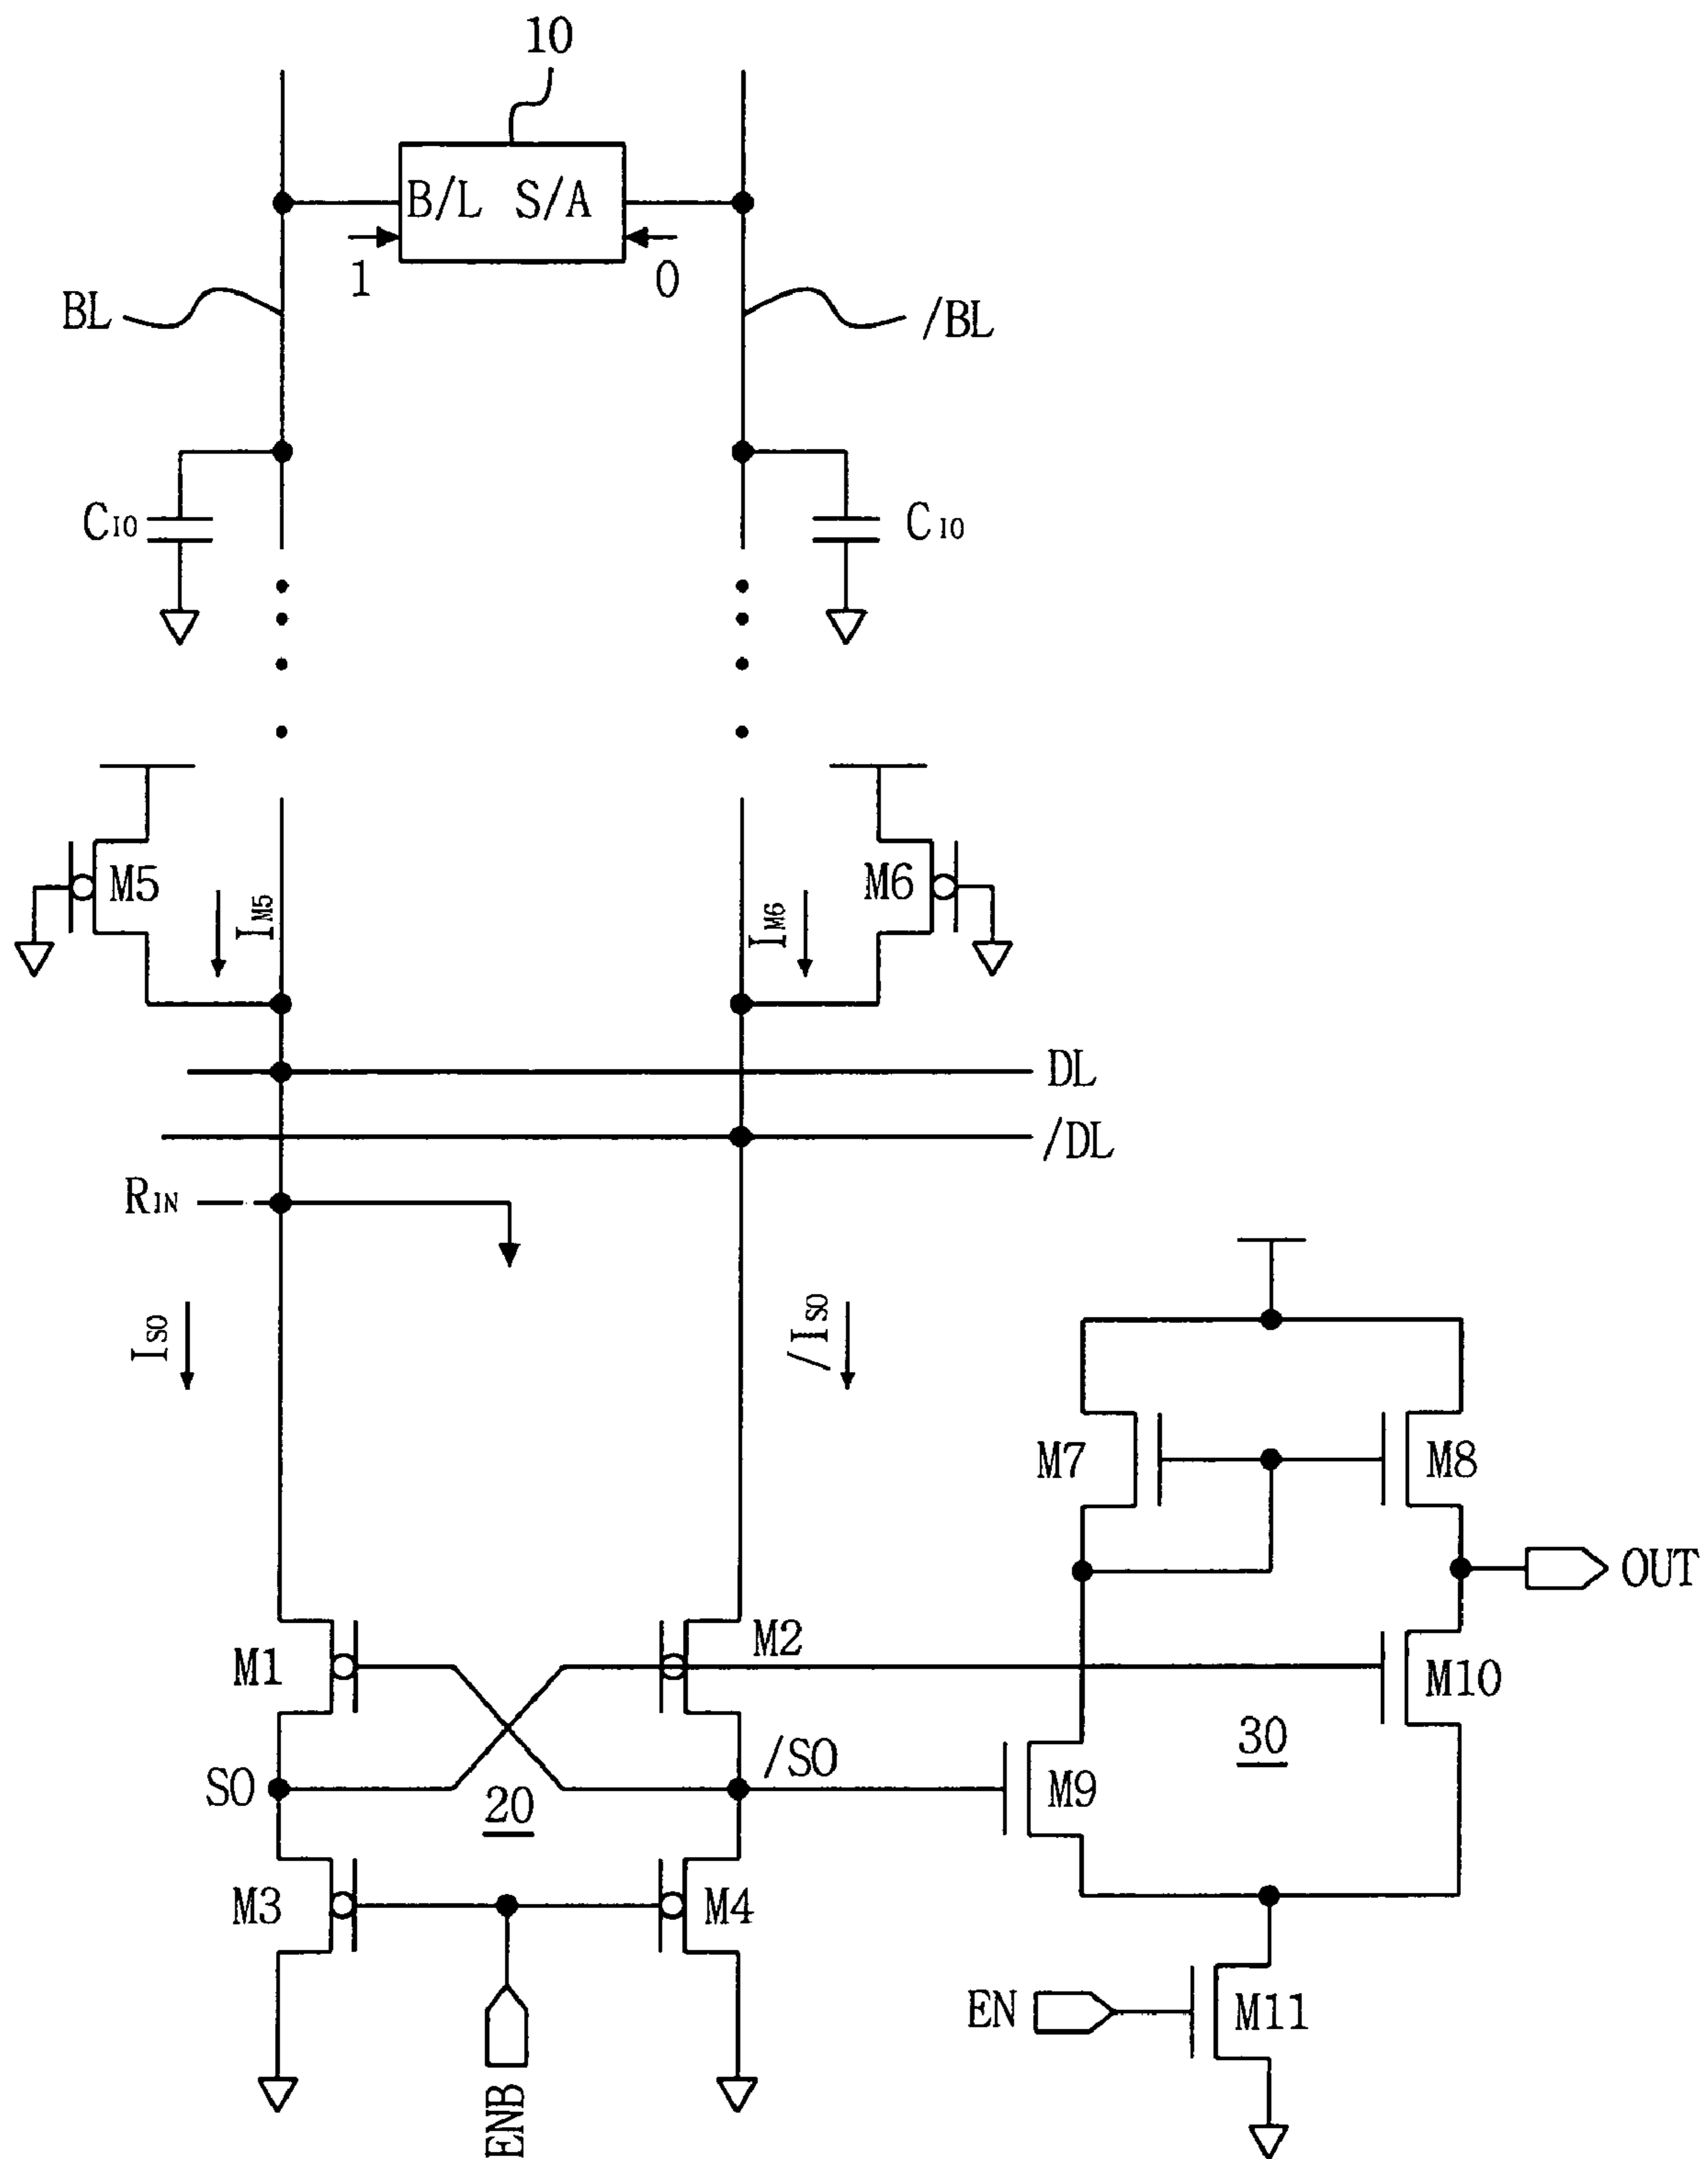 10
B/L S/A
1
0
BL
/BL
CIO
CIO
M5
M6
IM5
IM6
DL
/DL
RIN
ISO
/ISO
M7
M8
OUT
M1
M2
M10
SO
/SO
20
30
M9
M3
M4
EN
M11
ENB